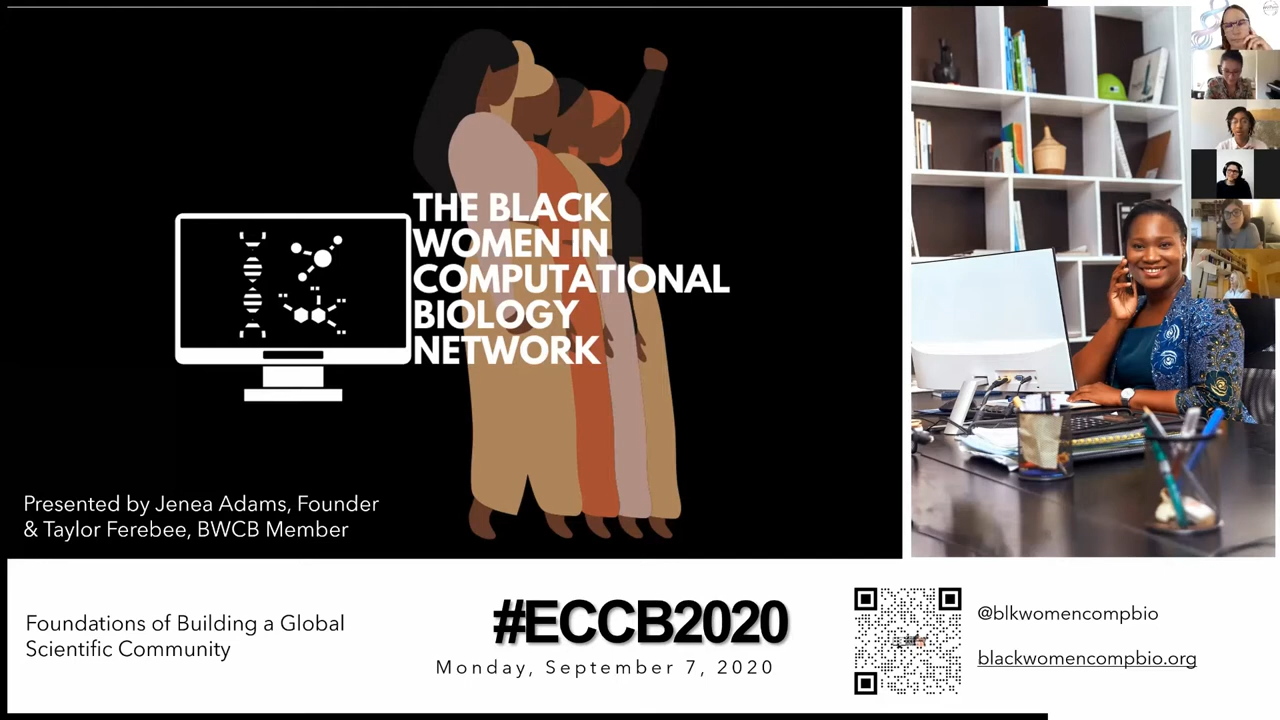 THE BLACK
WOMEN IN
COMPUTATIONAL
BIOLOGY
NETWORK
Presented by Jenea Adams, Founder
& Taylor Ferebee, BWCB Member
Foundations of Building a Global
Scientific Community
#ECCB2020
Monday, September 7, 2020
@blkwomencompbio
blackwomencompbio.org